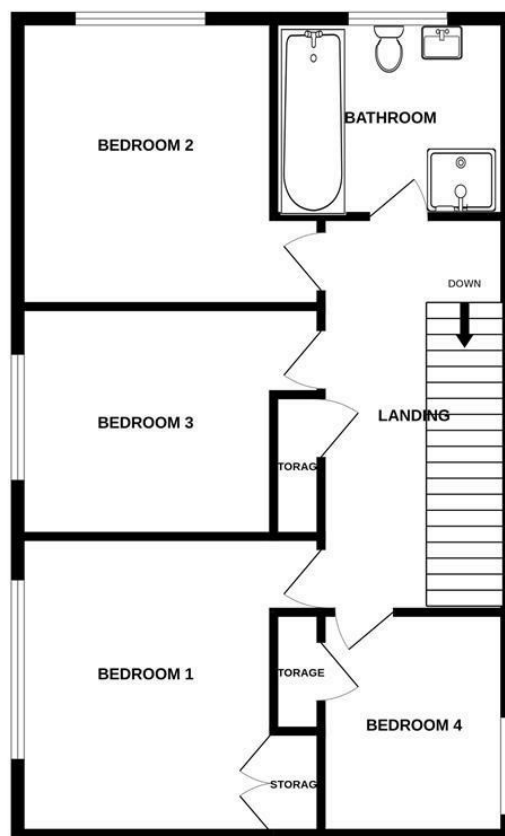 BATHROOM
BEDROOM 2
DOWN
LANDING
BEDROOM 3
TORAG
BEDROOM 1
TORAGE
BEDROOM 4
STORAG